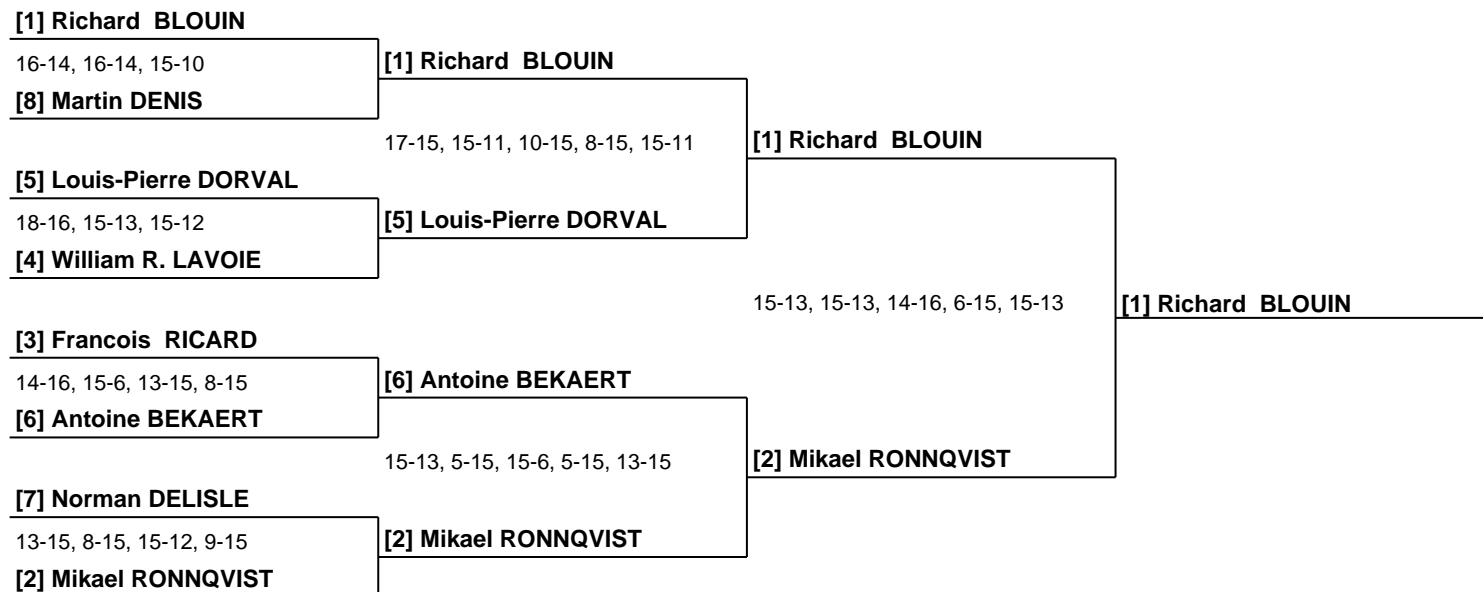 [1] Richard BLOUIN
16-14, 16-14, 15-10
[8] Martin DENIS
[5] Louis-Pierre DORVAL
18-16, 15-13, 15-12
[4] William R. LAVOIE
[3] Francois RICARD
14-16, 15-6, 13-15, 8-15
[6] Antoine BEKAERT
[7] Norman DELISLE
13-15, 8-15, 15-12, 9-15
[2] Mikael RONNQVIST
[1] Richard BLOUIN
17-15, 15-11, 10-15, 8-15, 15-11
[5] Louis-Pierre DORVAL
[6] Antoine BEKAERT
15-13, 5-15, 15-6, 5-15, 13-15
[2] Mikael RONNQVIST
[1] Richard BLOUIN
15-13, 15-13, 14-16, 6-15, 15-13
[2] Mikael RONNQVIST
[1] Richard BLOUIN